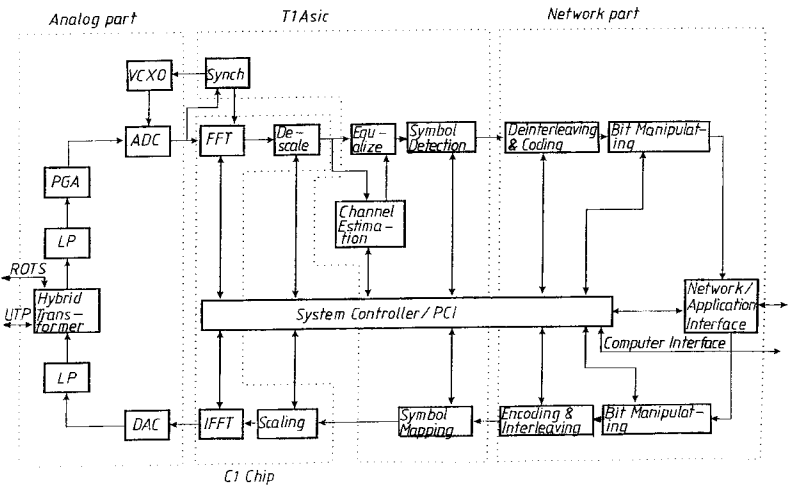 Analog part
T1Asic
Network part
VCXO
Synch
ADC
FFT
De-
scale
Equ-
alize
Symbol
Detection
Deinterleaving
& Coding
Bit Manipulat-
ing
PGA
Channel
Estima-
tion
LP
ROTS
UTP
Hybrid
Trans-
former
System Controller/PCI
Network/
Application
Interface
Computer Interface
LP
DAC
IFFT
Scaling
Symbol
Mapping
Encoding &
Interleaving
Bit Manipulat-
ing
C1 Chip